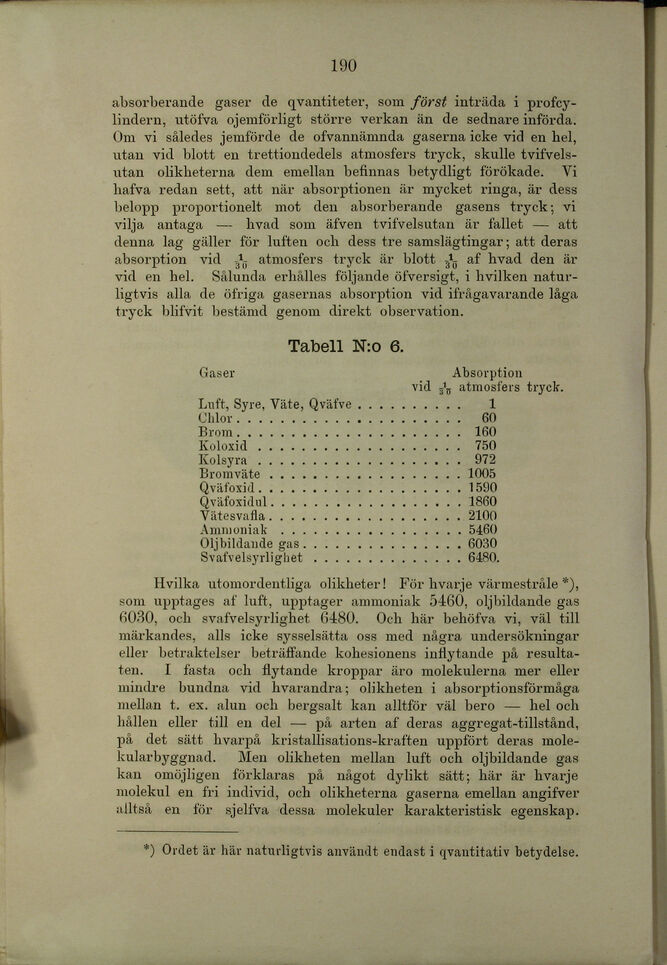 190
absorberande gaser de qvantiteter, som först inträda i profcy-
lindern, utöfva ojemförligt större verkan än de sednare införda.
Om vi således jemförde de ofvannämnda gaserna icke vid en hel,
utan vid blott en trettiondedels atmosfers tryck, skulle tvifvels-
utan olikheterna dem emellan befinnas betydligt förökade. Vi
hafva redan sett, att när absorptionen är mycket ringa, är dess
belopp proportionelt mot den absorberande gasens tryck; vi
vilja antaga — hvad som äfven tvifvelsutan är fallet — att
denna lag gäller för luften och dess tre samslägtingar; att deras
absorption vid 1/30 atmosfers tryck är blott 1/30 af hvad den är
vid en hel. Sålunda erhålles följande öfversigt, i hvilken natur-
ligtvis alla de öfriga gasernas absorption vid ifrågavarande låga
tryck blifvit bestämd genom direkt observation.
Tabell N:o 6.
Gaser Absorption
vid 1/30 atmosfers tryck.
Luft, Syre, Väte, Qväfve . . . . . . . . . . 1
Chlor . . . . . . . . . . . . . . . . . . . . . 60
Brom . . . . . . . . . . . . . . . . . . . . . 160
Koloxid . . . . . . . . . . . . . . . . . . . 750
Kolsyra . . . . . . . . . . . . . . . . . . . 972
Bromväte . . . . . . . . . . . . . . . . . . 1005
Qväfoxid . . . . . . . . . . . . . . . . . . . 1590
Qväfoxidul . . . . . . . . . . . . . . . . . . 1860
Vätesvafla . . . . . . . . . . . . . . . . . . 2100
Ammoniak . . . . . . . . . . . . . . . . . 5460
Oljbildande gas . . . . . . . . . . . . . . . 6030
Svafvelsyrlighet . . . . . . . . . . . . . . 6480.
Hvilka utomordentliga olikheter! För hvarje värmestråle *),
som upptages af luft, upptager ammoniak 5460, oljbildande gas
6030, och svafvelsyrlighet 6480. Och här behöfva vi, väl till
märkandes, alls icke sysselsätta oss med några undersökningar
eller betraktelser beträffande kohesionens inflytande på resulta-
ten. I fasta och flytande kroppar äro molekulerna mer eller
mindre bundna vid hvarandra; olikheten i absorptionsförmåga
mellan t. ex. alun och bergsalt kan alltför väl bero — hel och
hållen eller till en del — på arten af deras aggregat-tillstånd,
på det sätt hvarpå kristallisations-kraften uppfört deras mole-
kularbyggnad. Men olikheten mellan luft och oljbildande gas
kan omöjligen förklaras på något dylikt sätt; här är hvarje
molekul en fri individ, och olikheterna gaserna emellan angifver
alltså en för sjelfva dessa molekuler karakteristisk egenskap.
*) Ordet är här naturligtvis användt endast i qvantitativ betydelse.